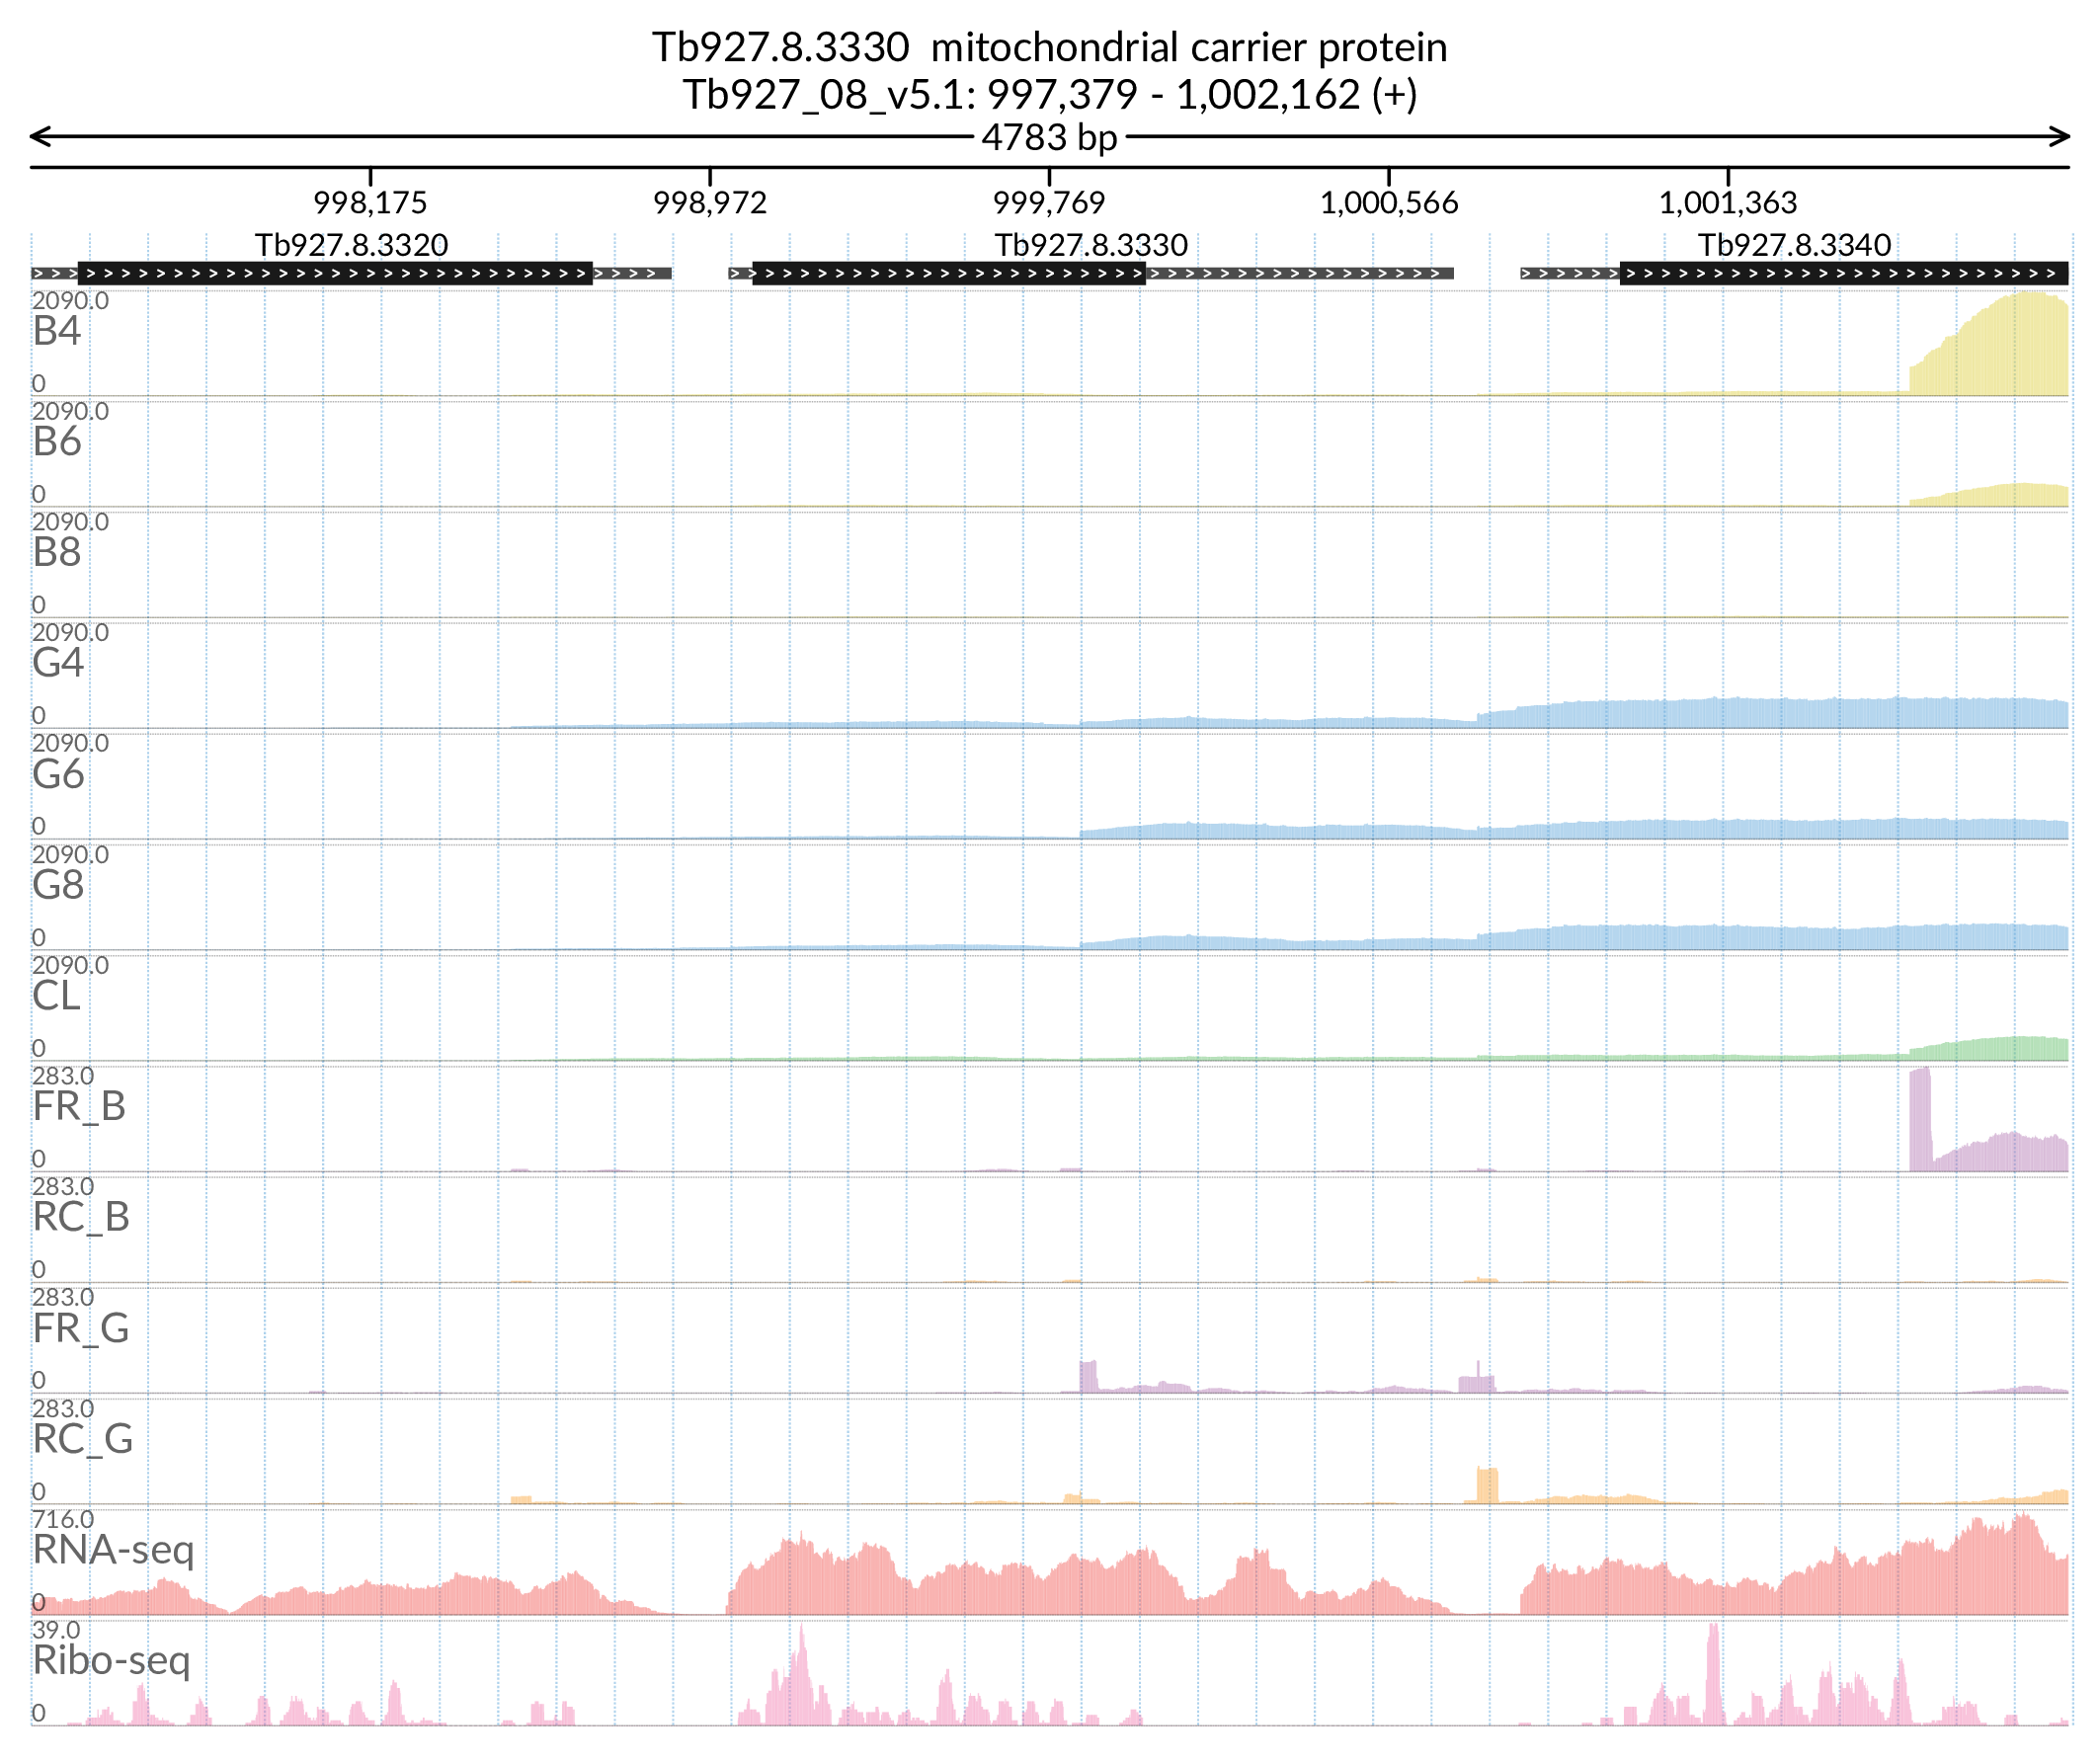 Tb927.8.3330 mitochondrial carrier protein
Tb927_08_v5.1: 997,379 - 1,002,162 (+)
4783 bp
998,175 998,972 999,769 1,000,566 1,001,363
Tb927.8.3320 Tb927.8.3330 Tb927.8.3340
2090.0
B4
0
2090.0
B6
0
2090.0
B8
0
2090.0
G4
0
2090.0
G6
0
2090.0
G8
0
2090.0
CL
0
283.0
FR_B
0
283.0
RC_B
0
283.0
FR_G
0
283.0
RC_G
0
716.0
RNA-seq
0
39.0
Ribo-seq
0